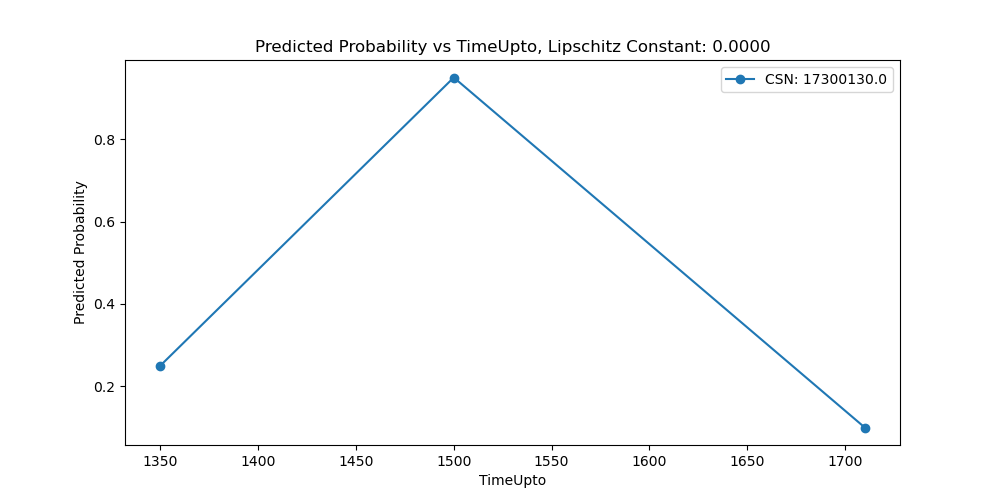 Predicted Probability vs TimeUpto, Lipschitz Constant: 0.0000
CSN: 17300130.0
Predicted Probability
0.8
0.6
0.4
0.2
1350 1400 1450 1500 1550 1600 1650 1700
TimeUpto